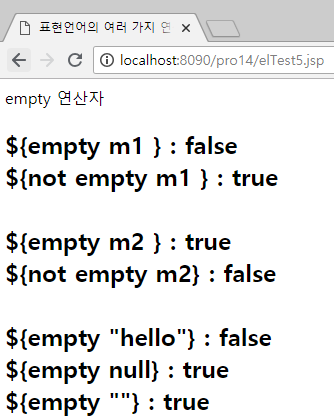 표현언어의 여러 가지 연
localhost:8090/pro14/elTest5.jsp
empty 연산자
${empty m1 } : false
${not empty m1 } : true
${empty m2 } : true
${not empty m2} : false
${empty "hello"} : false
${empty null} : true
${empty ""} : true